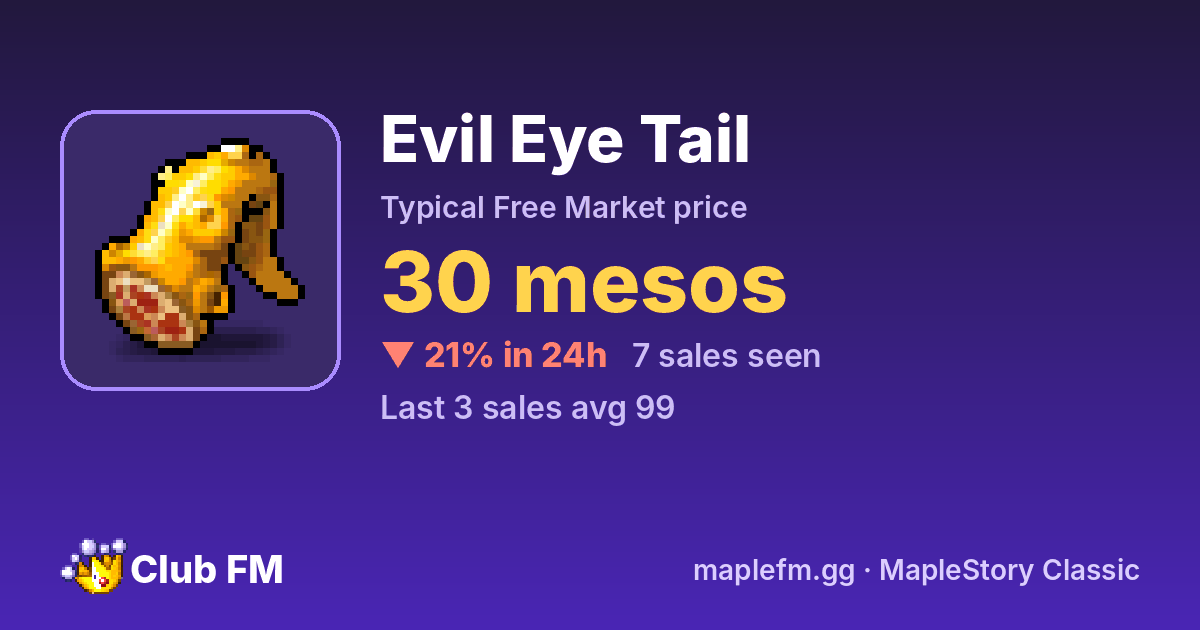 Evil Eye Tail
Typical Free Market price
30 mesos
▼ 21% in 24h 7 sales seen
Last 3 sales avg 99
Club FM
maplefm.gg · MapleStory Classic